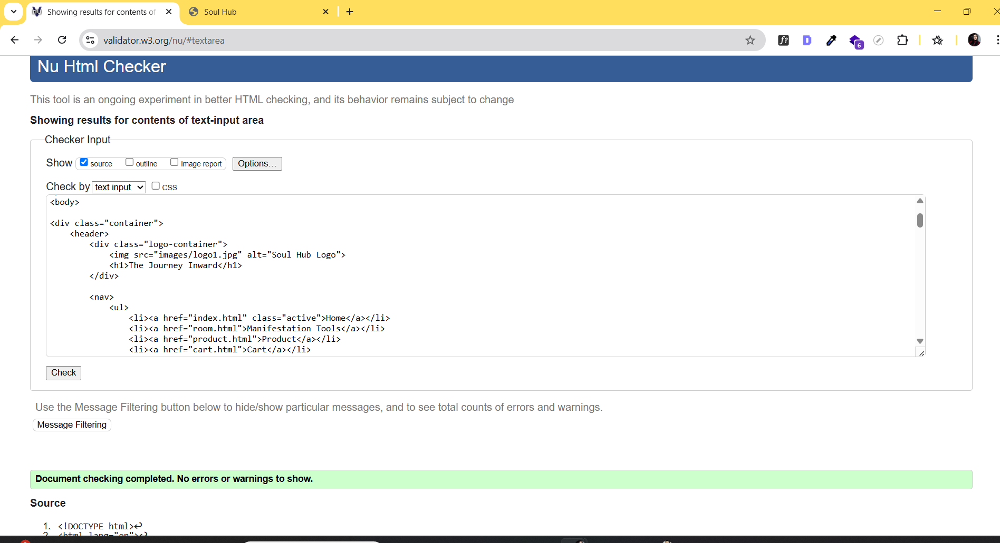 Showing results for contents of
Soul Hub
validator.w3.org/nu/#textarea
6
Nu Html Checker
This tool is an ongoing experiment in better HTML checking, and its behavior remains subject to change
Showing results for contents of text-input area
Checker Input
Show source outline image report Options...
Check by text input CSS
<body>
<div class="container">
<header>
<div class="logo-container">
<img src="images/logo1.jpg" alt="Soul Hub Logo">
<h1>The Journey Inward</h1>
</div>
<nav>
<ul>
<li><a href="index.html" class="active">Home</a></li>
<li><a href="room.html">Manifestation Tools</a></li>
<li><a href="product.html">Product</a></li>
<li><a href="cart.html">Cart</a></li>
Check
Use the Message Filtering button below to hide/show particular messages, and to see total counts of errors and warnings.
Message Filtering
Document checking completed. No errors or warnings to show.
Source
1. <!DOCTYPE html>↩
2. <html lang="en">↩